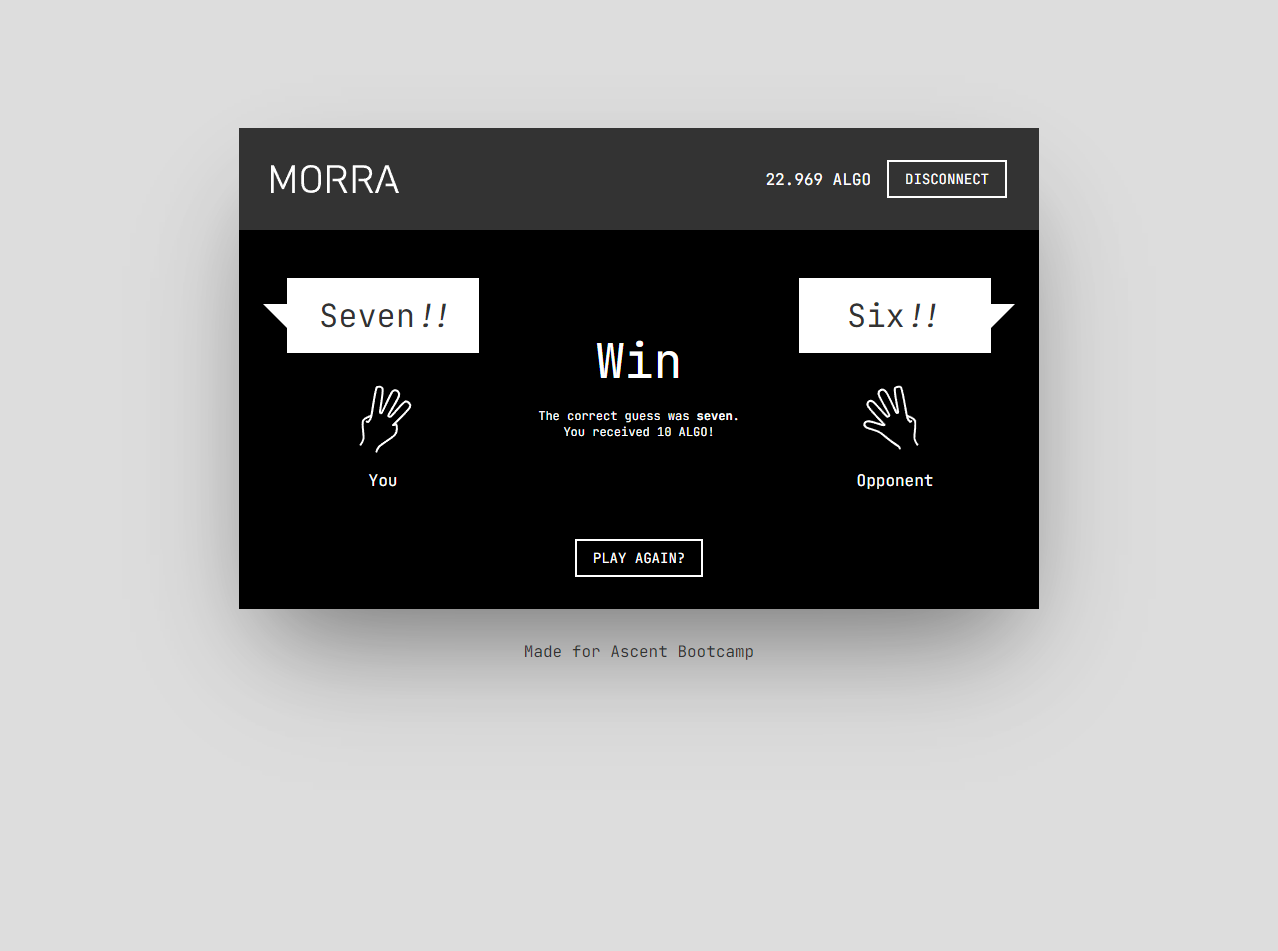 MORRA
22.969 ALGO
DISCONNECT
Seven!!
Six!!
Win
The correct guess was seven.
You received 10 ALGO!
You
Opponent
PLAY AGAIN?
Made for Ascent Bootcamp